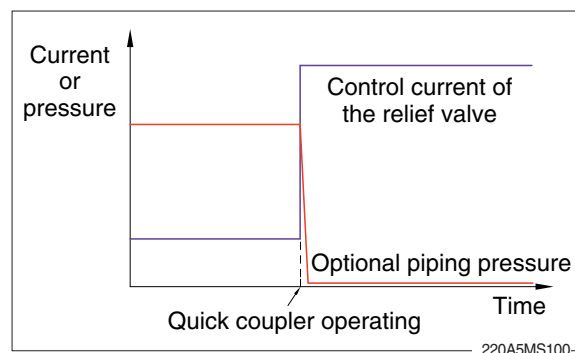 Current
or
pressure
Control current of
the relief valve
Optional piping pressure
Time
Quick coupler operating
220A5MS100-